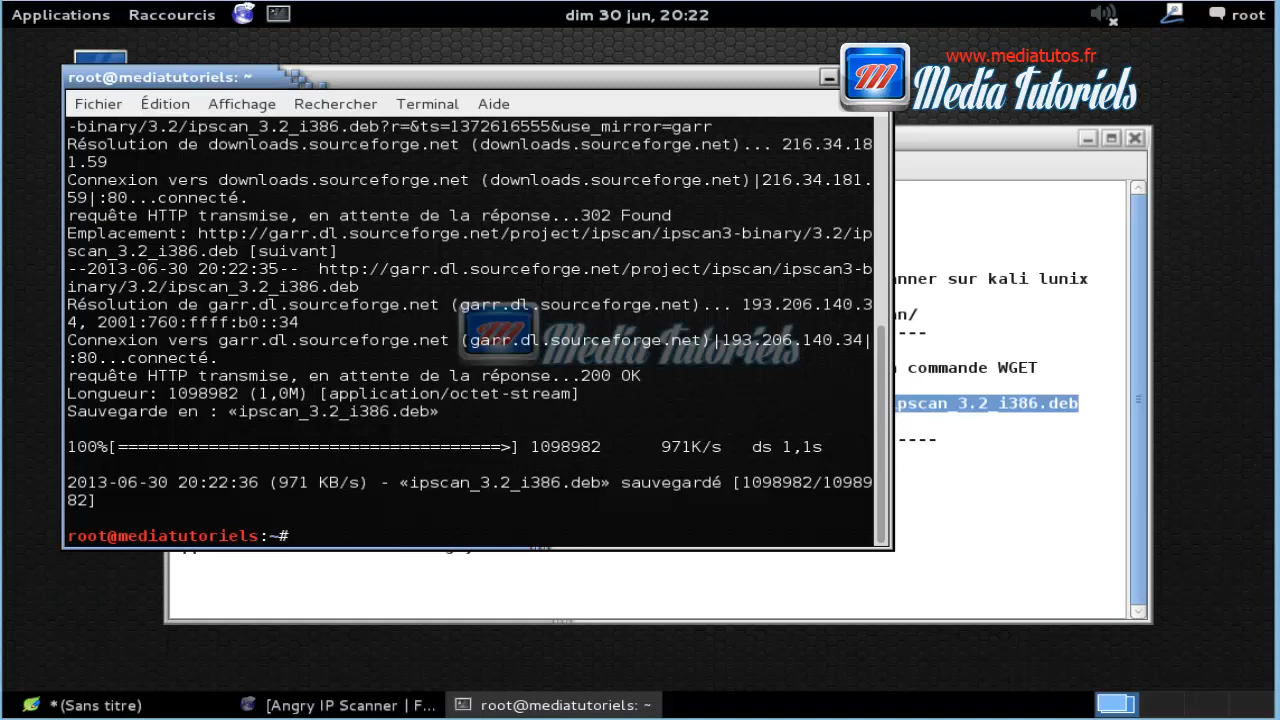 Applications Raccourcis dim 30 jun, 20:22 root
www.mediatutos.fr
Media Tutoriels
root@mediatutoriels: ~
Fichier Édition Affichage Rechercher Terminal Aide
-binary/3.2/ipscan_3.2_i386.deb?r=&ts=1372616555&use_mirror=garr
Résolution de downloads.sourceforge.net (downloads.sourceforge.net)... 216.34.18
1.59
Connexion vers downloads.sourceforge.net (downloads.sourceforge.net)|216.34.181.
59|:80...connecté.
requête HTTP transmise, en attente de la réponse...302 Found
Emplacement: http://garr.dl.sourceforge.net/project/ipscan/ipscan3-binary/3.2/ip
scan_3.2_i386.deb [suivant]
--2013-06-30 20:22:35-- http://garr.dl.sourceforge.net/project/ipscan/ipscan3-b
inary/3.2/ipscan_3.2_i386.deb
Résolution de garr.dl.sourceforge.net (garr.dl.sourceforge.net)... 193.206.140.3
4, 2001:760:ffff:b0::34
Connexion vers garr.dl.sourceforge.net (garr.dl.sourceforge.net)|193.206.140.34|
:80...connecté.
requête HTTP transmise, en attente de la réponse...200 OK
Longueur: 1098982 (1,0M) [application/octet-stream]
Sauvegarde en : «ipscan_3.2_i386.deb»
100%[=====================================>] 1098982 971K/s ds 1,1s
2013-06-30 20:22:36 (971 KB/s) - «ipscan_3.2_i386.deb» sauvegardé [1098982/10989
82]
root@mediatutoriels:~#
Media Tutoriels
nner sur kali lunix
n/
---
commande WGET
pscan_3.2_i386.deb
----
*(Sans titre) [Angry IP Scanner | F... root@mediatutoriels: ~